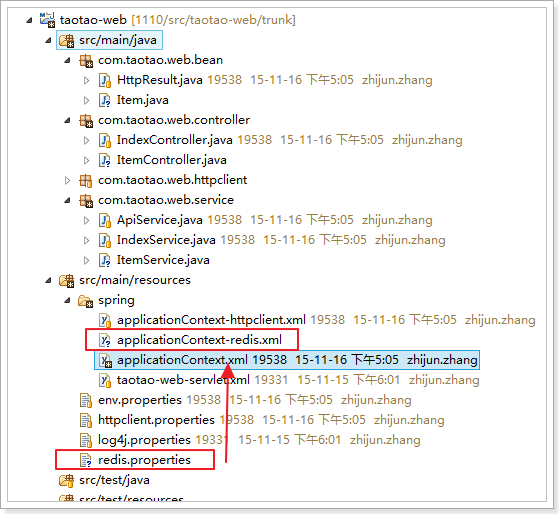 taotao-web [1110/src/taotao-web/trunk]
src/main/java
com.taotao.web.bean
HttpResult.java 19538 15-11-16 下午5:05 zhijun.zhang
Item.java
com.taotao.web.controller
IndexController.java 19538 15-11-16 下午5:05 zhijun.zhang
ItemController.java
com.taotao.web.httpclient
com.taotao.web.service
ApiService.java 19538 15-11-16 下午5:05 zhijun.zhang
IndexService.java 19538 15-11-16 下午5:05 zhijun.zhang
ItemService.java
src/main/resources
spring
applicationContext-httpclient.xml 19538 15-11-16 下午5:05 zhijun.zhang
applicationContext-redis.xml
applicationContext.xml 19538 15-11-16 下午5:05 zhijun.zhang
taotao-web-servlet.xml 19331 15-11-15 下午6:01 zhijun.zhang
env.properties 19538 15-11-16 下午5:05 zhijun.zhang
httpclient.properties 19538 15-11-16 下午5:05 zhijun.zhang
log4j.properties 19331 15-11-15 下午6:01 zhijun.zhang
redis.properties
src/test/java
src/test/resources